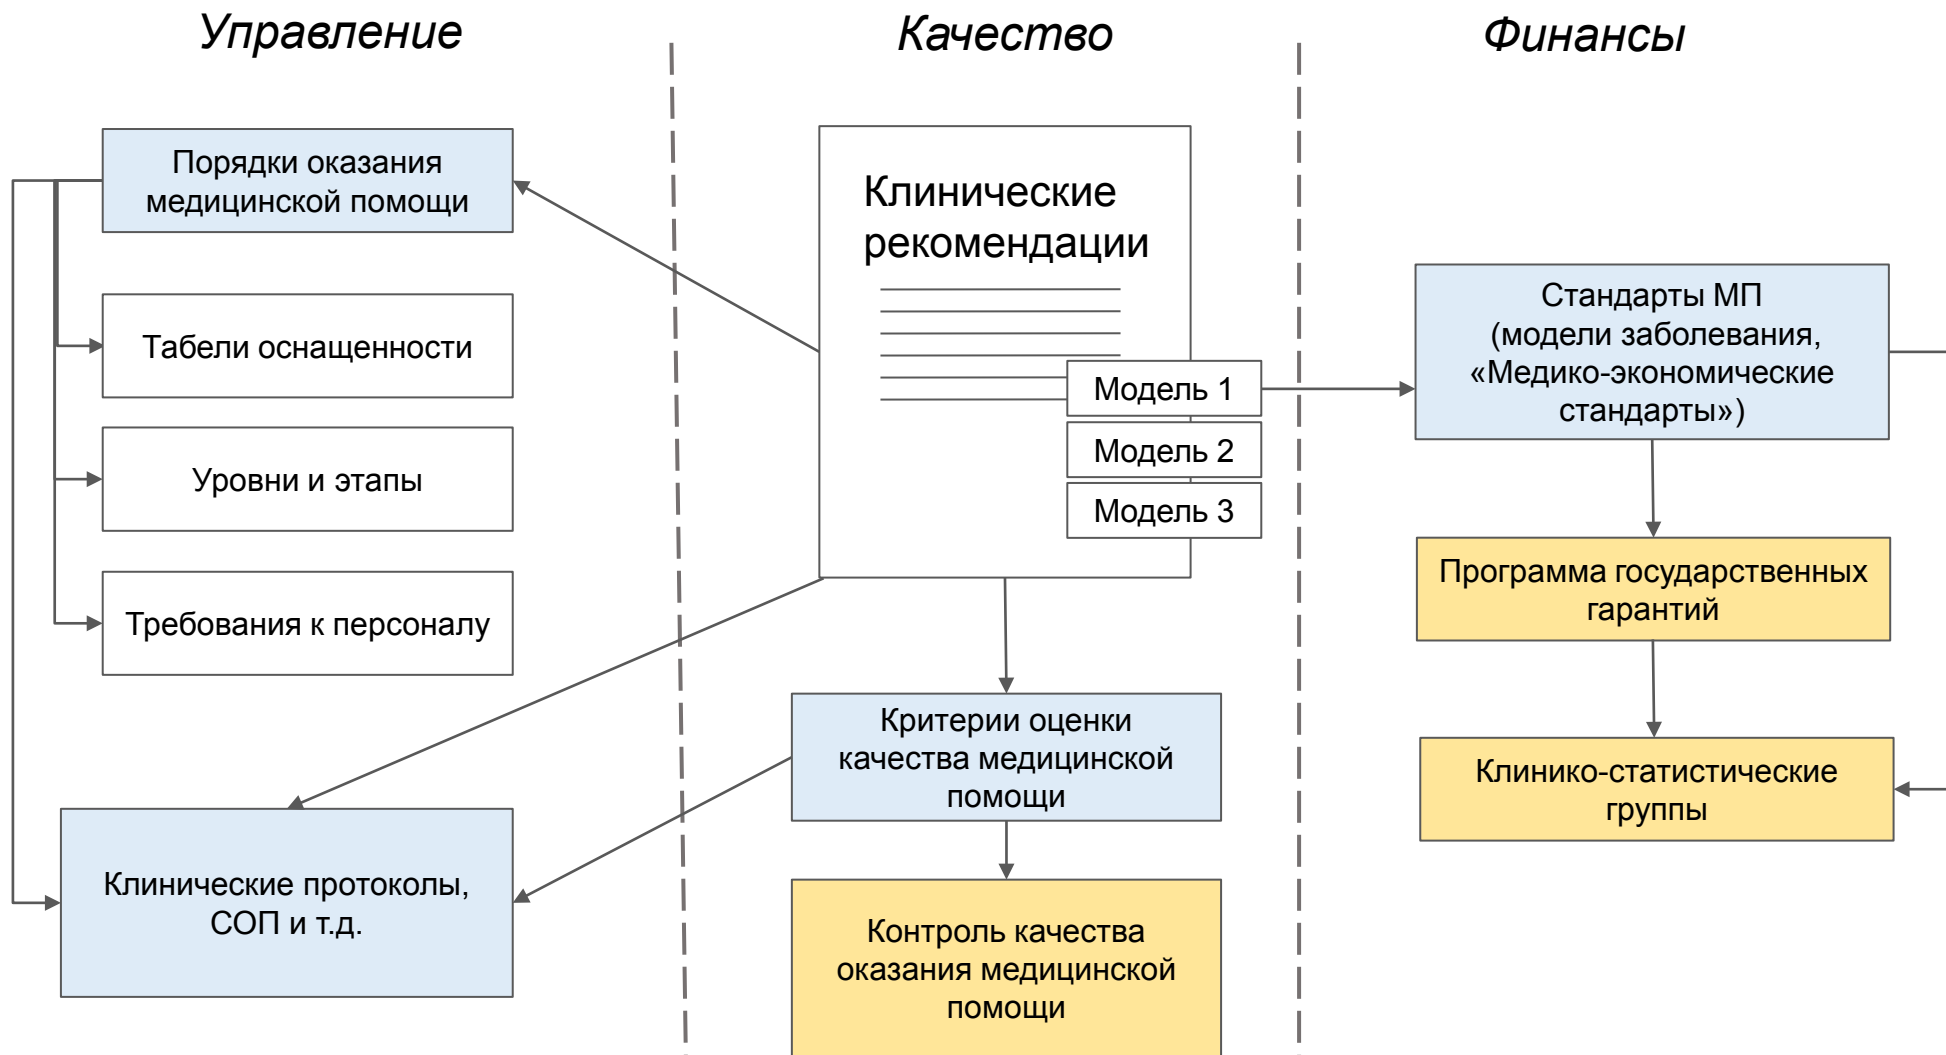 Управление
Качество
Финансы
Порядки оказания
медицинской помощи
Табели оснащенности
Уровни и этапы
Требования к персоналу
Клинические протоколы,
СОП и т.д.
Клинические
рекомендации
Модель 1
Модель 2
Модель 3
Критерии оценки
качества медицинской
помощи
Контроль качества
оказания медицинской
помощи
Стандарты МП
(модели заболевания,
«Медико-экономические
стандарты»)
Программа государственных
гарантий
Клинико-статистические
группы